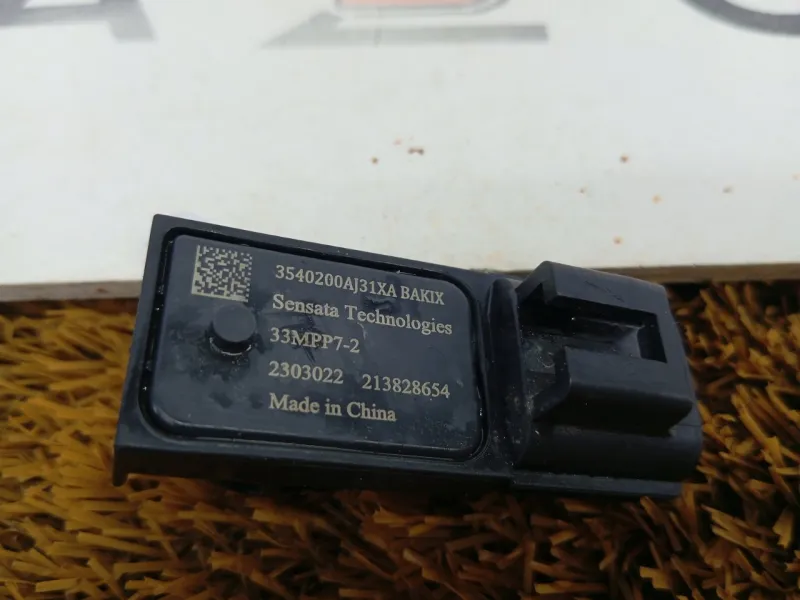 3540200AJ31XA BAKIX
Sensata Technologies
33MPP7-2
2303022 213828654
Made in China